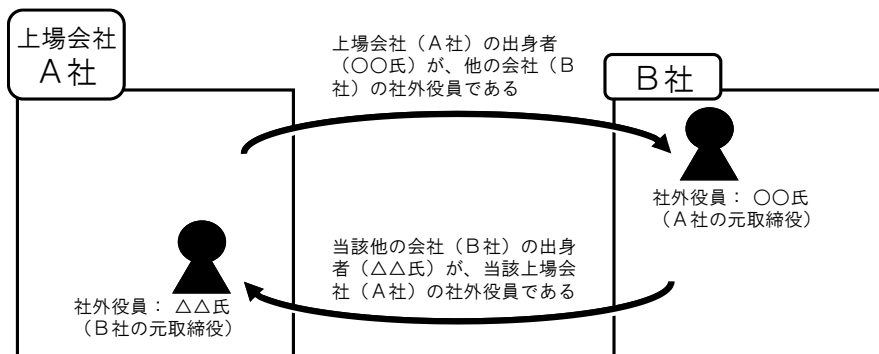 上場会社
A社
上場会社（A社）の出身者
（〇〇氏）が、他の会社（B
社）の社外役員である
B社
社外役員： 〇〇氏
（A社の元取締役）
当該他の会社（B社）の出身
者（△△氏）が、当該上場会
社（A社）の社外役員である
社外役員： △△氏
（B社の元取締役）